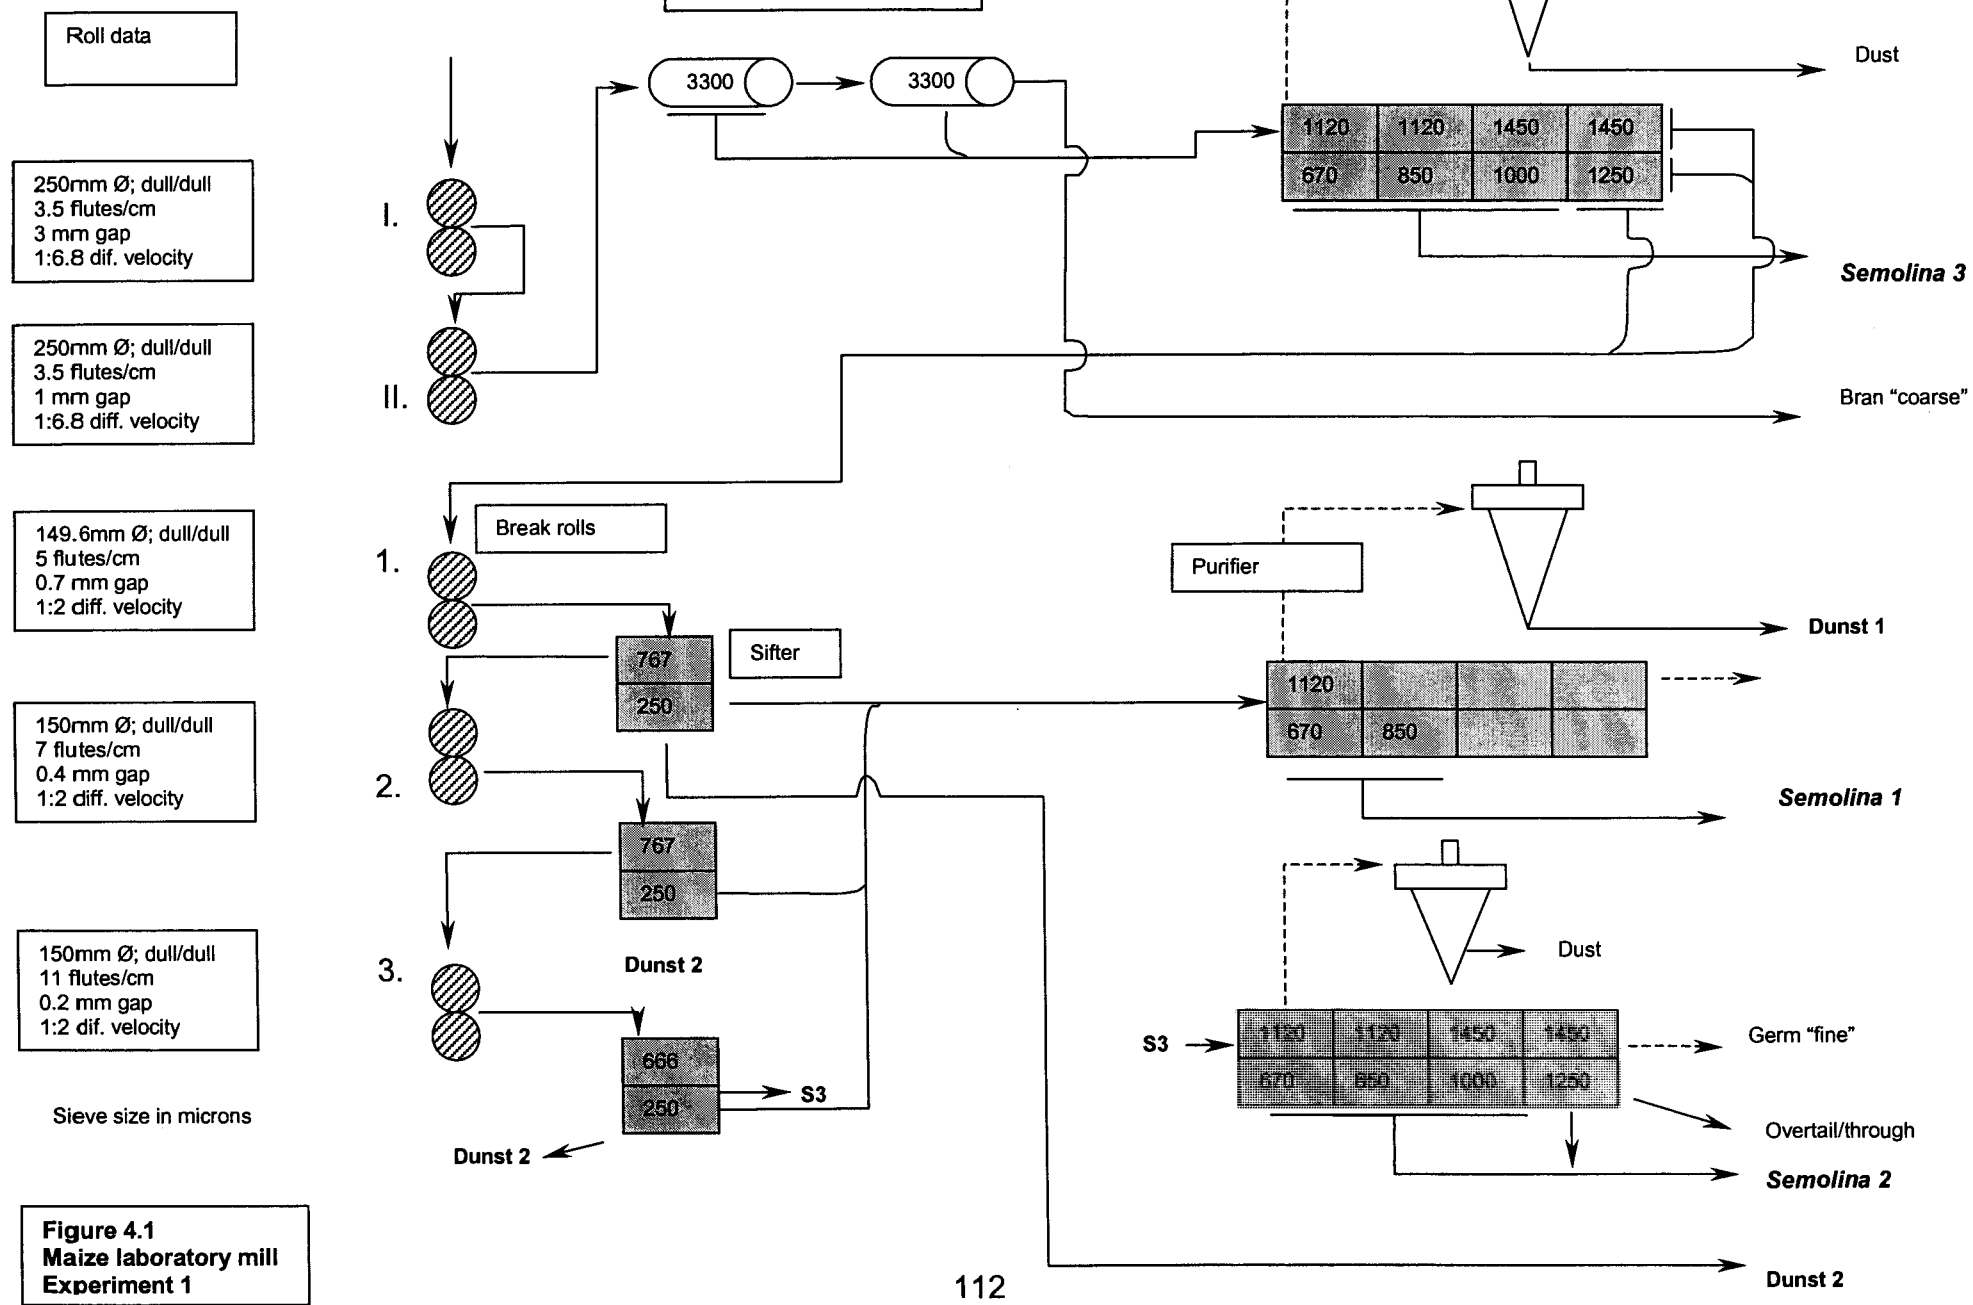 Roll data
Dust
3300
3300
1120 1120 1450 1450
670 850 1000 1250
250mm Ø; dull/dull
3.5 flutes/cm
3 mm gap
1:6.8 dif. velocity
I.
Semolina 3
250mm Ø; dull/dull
3.5 flutes/cm
1 mm gap
1:6.8 diff. velocity
II.
Bran “coarse”
149.6mm Ø; dull/dull
5 flutes/cm
0.7 mm gap
1:2 diff. velocity
1.
Break rolls
Purifier
Dunst 1
767
250
Sifter
1120
670 850
150mm Ø; dull/dull
7 flutes/cm
0.4 mm gap
1:2 diff. velocity
2.
Semolina 1
767
250
Dunst 2
Dust
150mm Ø; dull/dull
11 flutes/cm
0.2 mm gap
1:2 dif. velocity
3.
666
250
S3
S3
1120 1120 1450 1450
670 850 1000 1250
Germ “fine”
Overtail/through
Semolina 2
Sieve size in microns
Dunst 2
Figure 4.1
Maize laboratory mill
Experiment 1
112
Dunst 2